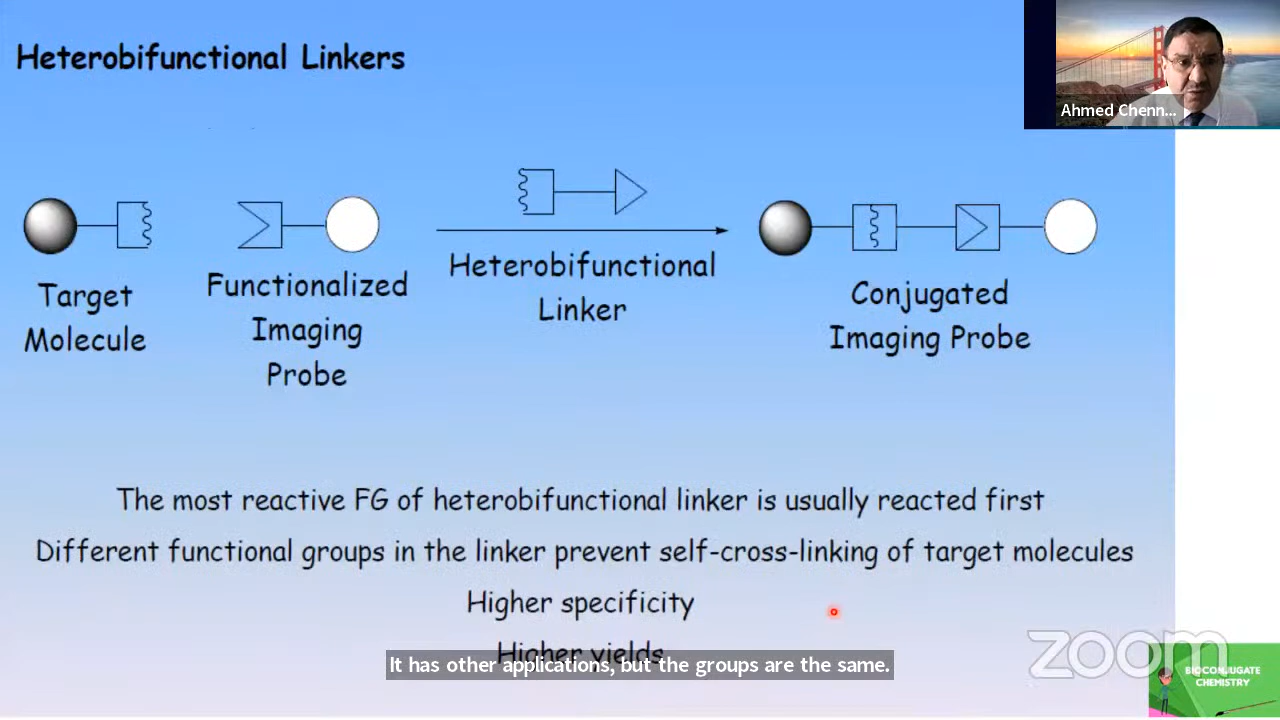 Heterobifunctional Linkers
Ahmed Chenn...
Target
Molecule
Functionalized
Imaging
Probe
Heterobifunctional
Linker
Conjugated
Imaging Probe
The most reactive FG of heterobifunctional linker is usually reacted first
Different functional groups in the linker prevent self-cross-linking of target molecules
Higher specificity
Higher yields
It has other applications, but the groups are the same.
zoom
BIOCONJUGATE
CHEMISTRY